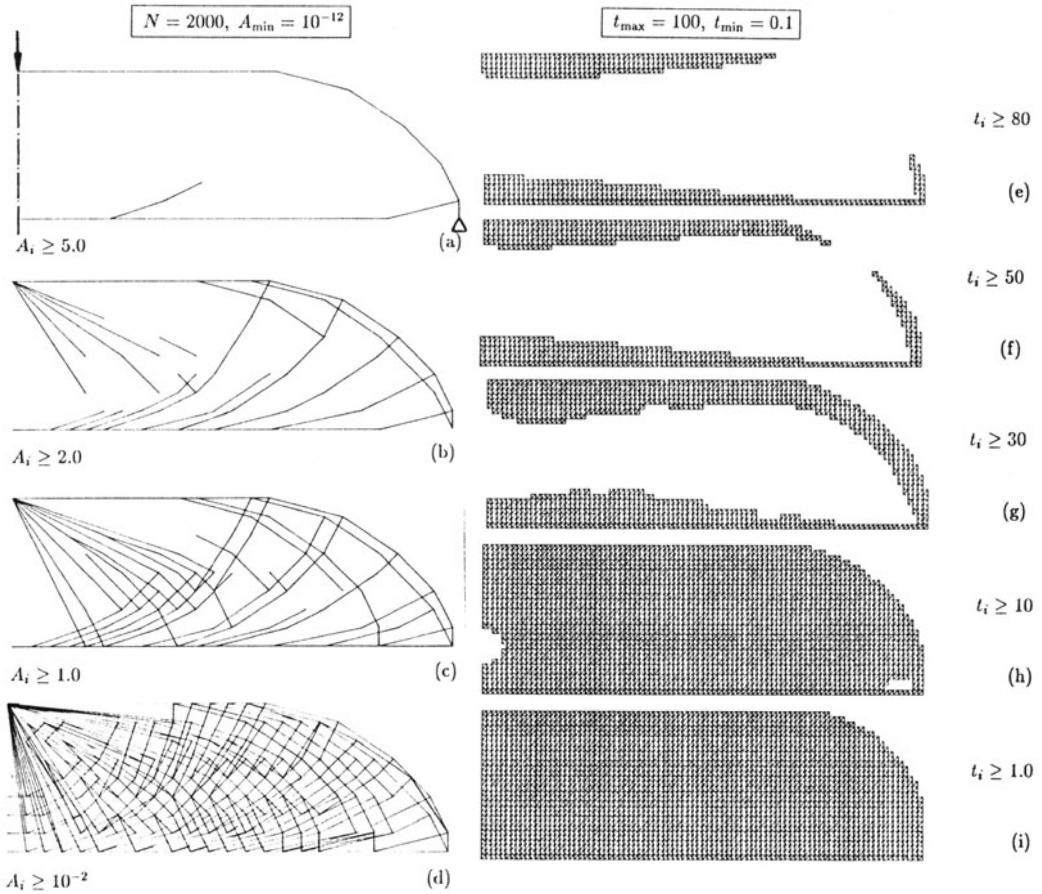 N = 2000, A_min = 10^−12
A_i ≥ 5.0
(a)
A_i ≥ 2.0
(b)
A_i ≥ 1.0
(c)
A_i ≥ 10^−2
(d)
t_max = 100, t_min = 0.1
t_i ≥ 80
(e)
t_i ≥ 50
(f)
t_i ≥ 30
(g)
t_i ≥ 10
(h)
t_i ≥ 1.0
(i)